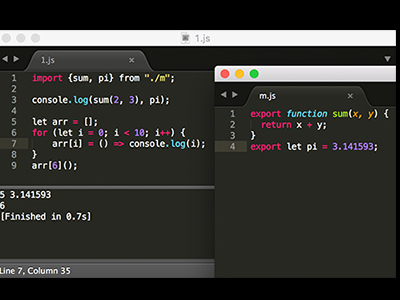 1.js
1.js
1 import {sum, pi} from "./m";
2
3 console.log(sum(2, 3), pi);
4
5 let arr = [];
6 for (let i = 0; i < 10; i++) {
7 arr[i] = () => console.log(i);
8 }
9 arr[6]();
5 3.141593
6
[Finished in 0.7s]
Line 7, Column 35
m.js
1 export function sum(x, y) {
2 return x + y;
3 }
4 export let pi = 3.141593;